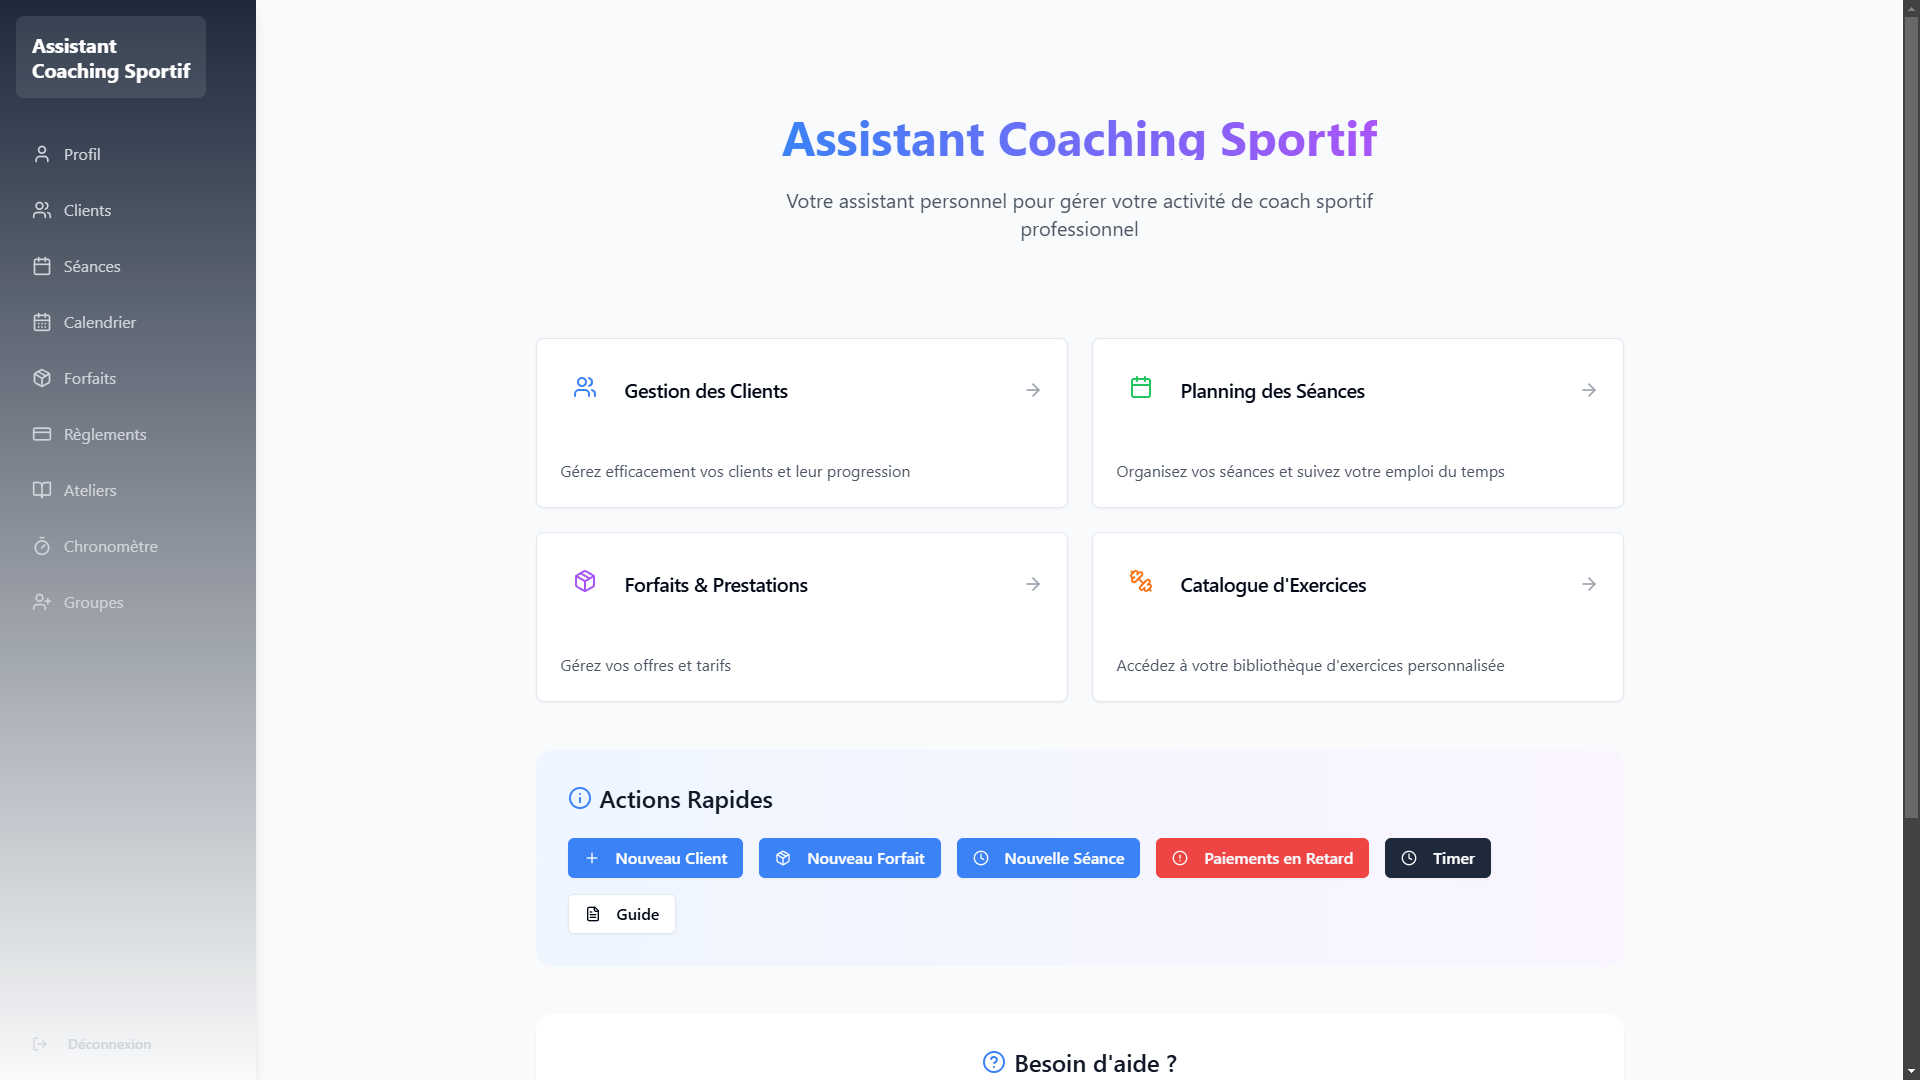 Assistant
Coaching Sportif
Profil
Clients
Séances
Calendrier
Forfaits
Règlements
Ateliers
Chronomètre
Groupes
Déconnexion
Assistant Coaching Sportif
Votre assistant personnel pour gérer votre activité de coach sportif
professionnel
Gestion des Clients
Gérez efficacement vos clients et leur progression
Planning des Séances
Organisez vos séances et suivez votre emploi du temps
Forfaits & Prestations
Gérez vos offres et tarifs
Catalogue d'Exercices
Accédez à votre bibliothèque d'exercices personnalisée
Actions Rapides
Nouveau Client
Nouveau Forfait
Nouvelle Séance
Paiements en Retard
Timer
Guide
Besoin d'aide ?